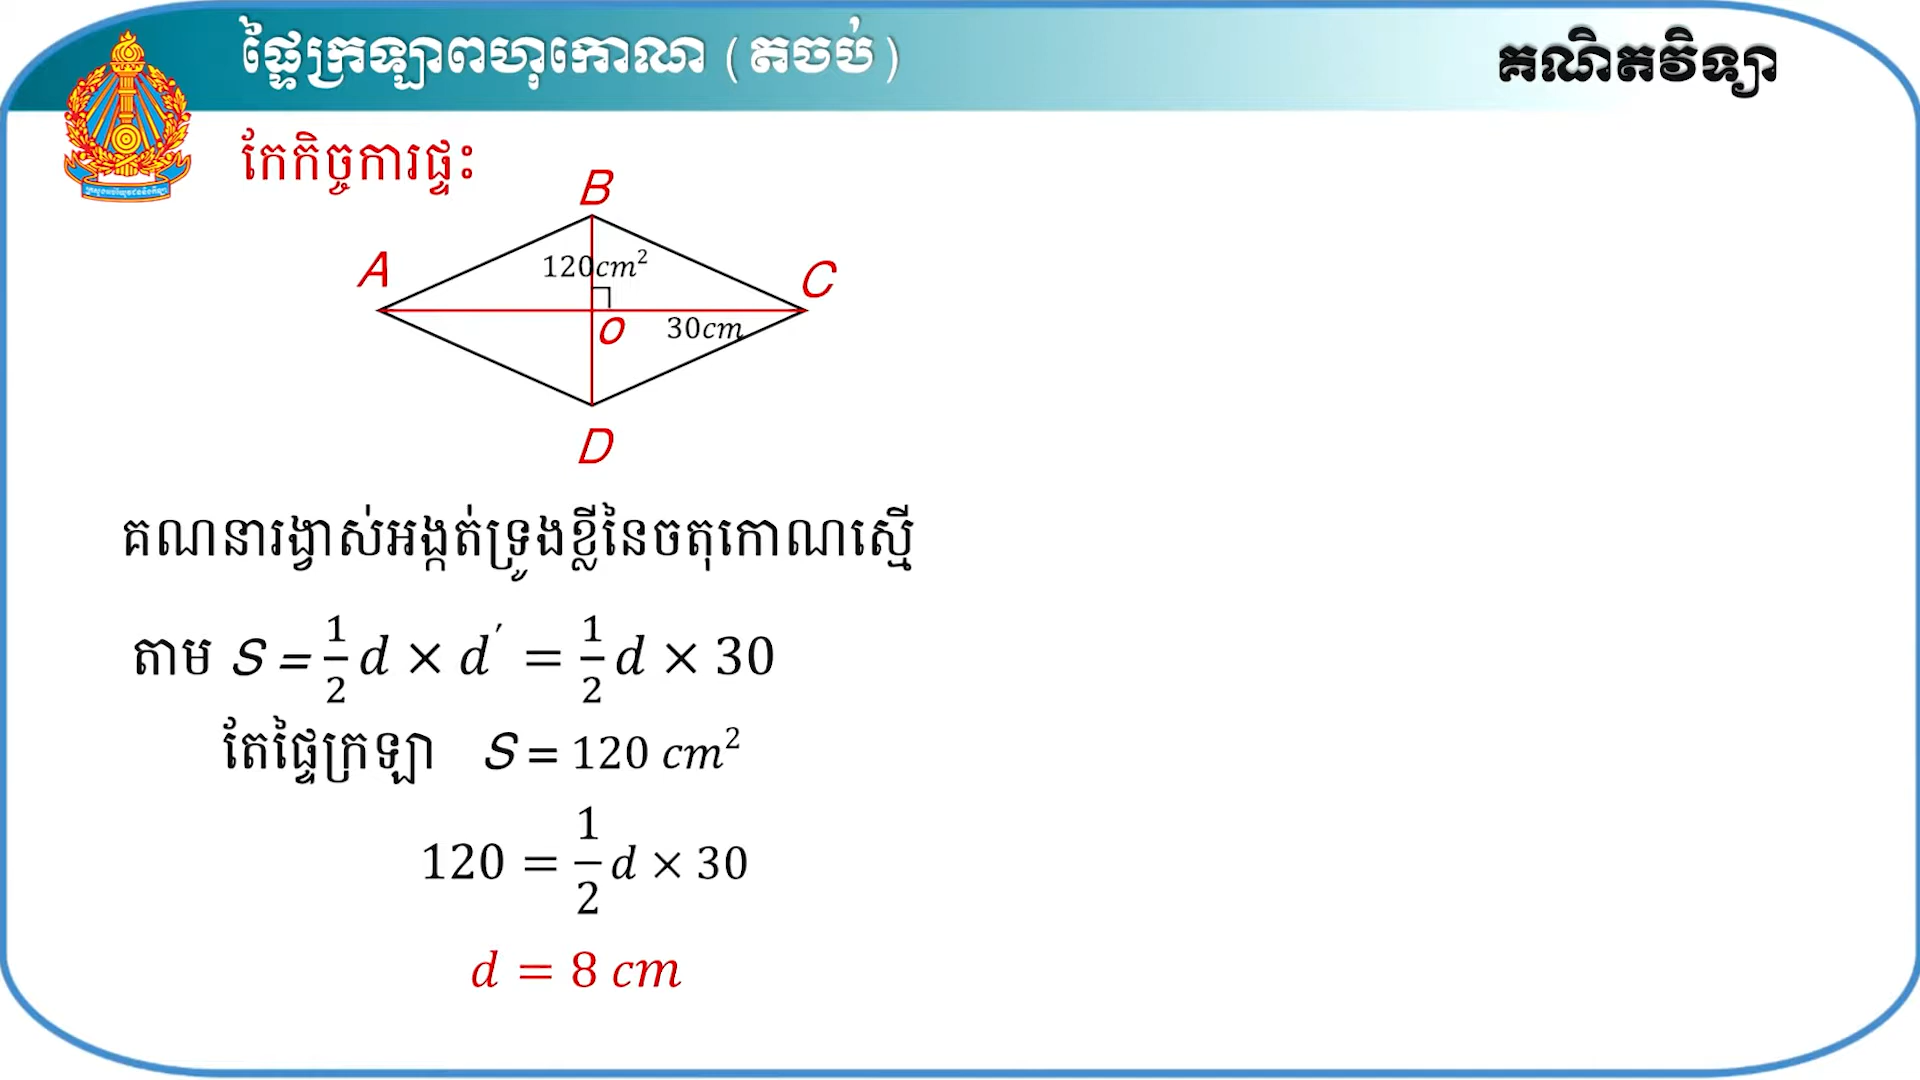 ផ្ទៃក្រឡាពហុកោណ (តចប់)
គណិតវិទ្យា
កែកិច្ចការផ្ទះ
B
120cm²
A
C
O
30cm
D
គណនារង្វាស់អង្កត់ទ្រូងខ្លីនៃចតុកោណស្មើ
តាម S = 1/2 d × d′ = 1/2 d × 30
តែផ្ទៃក្រឡា S = 120 cm²
120 = 1/2 d × 30
d = 8 cm